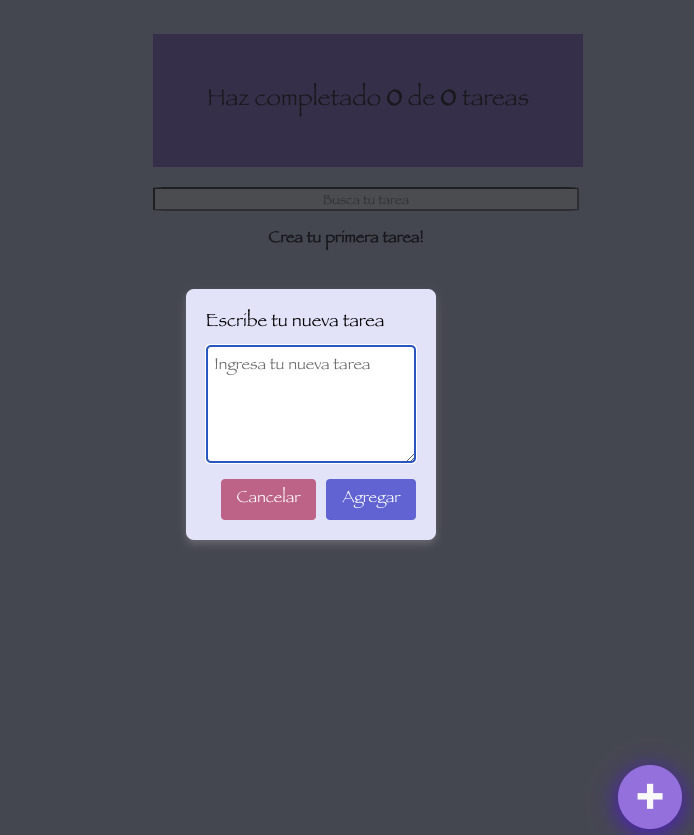 Haz completado 0 de 0 tareas
Busca tu tarea
Crea tu primera tarea!
Escribe tu nueva tarea
Ingresa tu nueva tarea
Cancelar Agregar
+